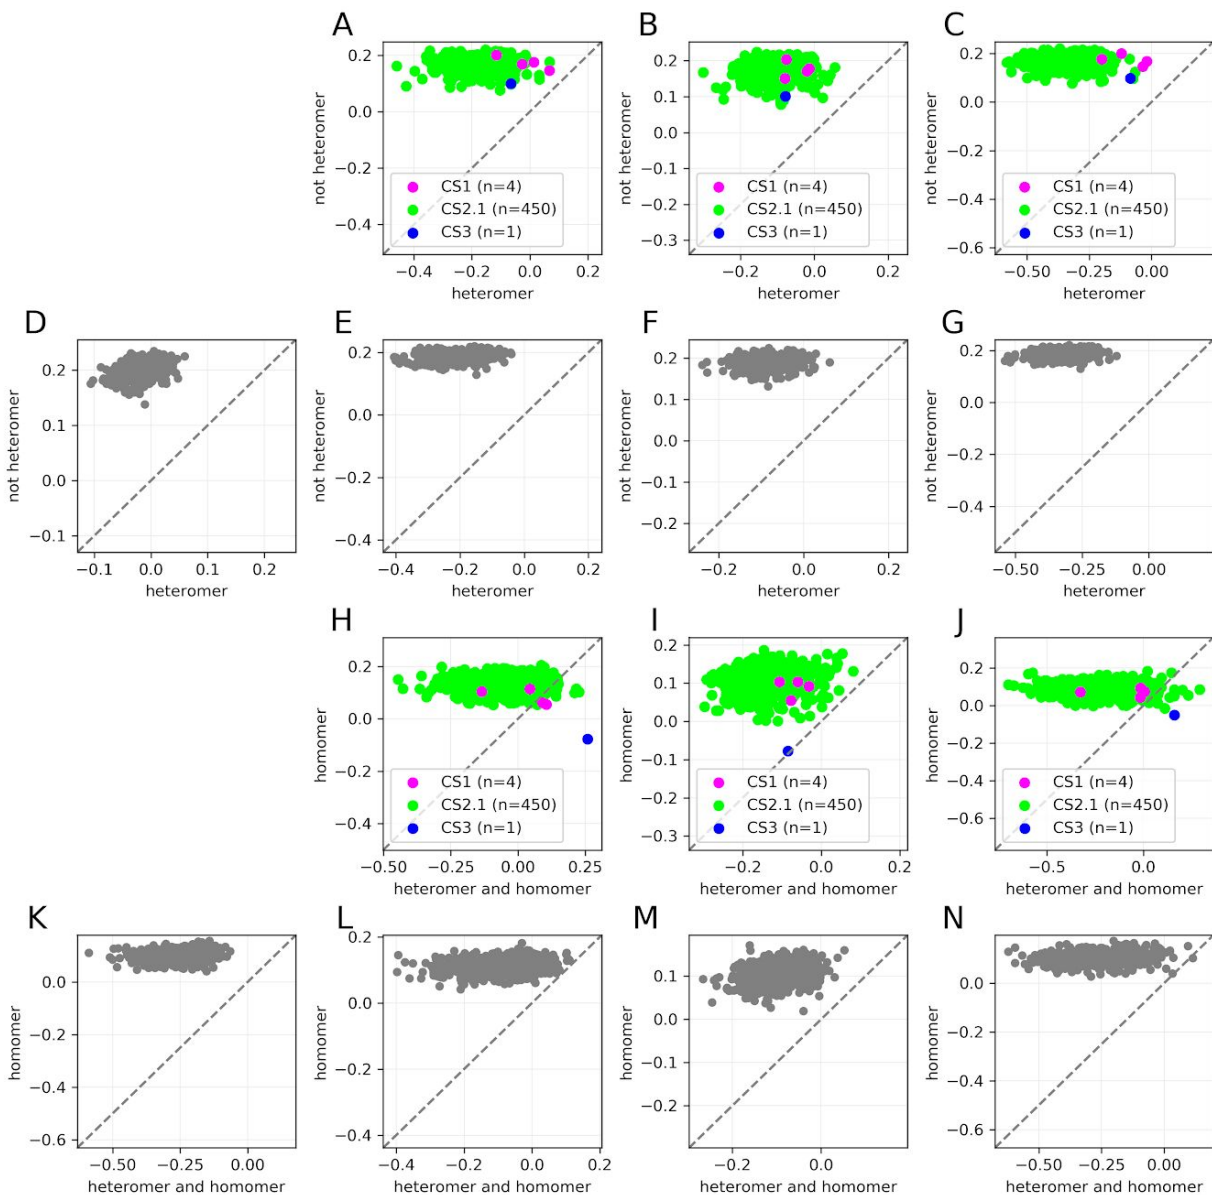 A
B
C
0.2
0.0
−0.2
−0.4
not heteromer
CS1 (n=4)
CS2.1 (n=450)
CS3 (n=1)
−0.4 −0.2 0.0 0.2
heteromer
0.2
0.1
0.0
−0.1
−0.2
−0.3
not heteromer
CS1 (n=4)
CS2.1 (n=450)
CS3 (n=1)
−0.2 0.0 0.2
heteromer
0.2
0.0
−0.2
−0.4
−0.6
not heteromer
CS1 (n=4)
CS2.1 (n=450)
CS3 (n=1)
−0.50 −0.25 0.00
heteromer
D
E
F
G
0.2
0.1
0.0
−0.1
not heteromer
−0.1 0.0 0.1 0.2
heteromer
0.2
0.0
−0.2
−0.4
not heteromer
−0.4 −0.2 0.0 0.2
heteromer
0.2
0.1
0.0
−0.1
−0.2
not heteromer
−0.2 0.0 0.2
heteromer
0.2
0.0
−0.2
−0.4
not heteromer
−0.50 −0.25 0.00
heteromer
H
I
J
0.2
0.0
−0.2
−0.4
homomer
CS1 (n=4)
CS2.1 (n=450)
CS3 (n=1)
−0.50 −0.25 0.00 0.25
heteromer and homomer
0.2
0.1
0.0
−0.1
−0.2
−0.3
homomer
CS1 (n=4)
CS2.1 (n=450)
CS3 (n=1)
−0.2 0.0 0.2
heteromer and homomer
0.2
0.0
−0.2
−0.4
−0.6
homomer
CS1 (n=4)
CS2.1 (n=450)
CS3 (n=1)
−0.5 0.0
heteromer and homomer
K
L
M
N
0.0
−0.2
−0.4
−0.6
homomer
−0.50 −0.25 0.00
heteromer and homomer
0.2
0.0
−0.2
−0.4
homomer
−0.4 −0.2 0.0 0.2
heteromer and homomer
0.1
0.0
−0.1
−0.2
homomer
−0.2 0.0
heteromer and homomer
0.0
−0.2
−0.4
−0.6
homomer
−0.50 −0.25 0.00
heteromer and homomer